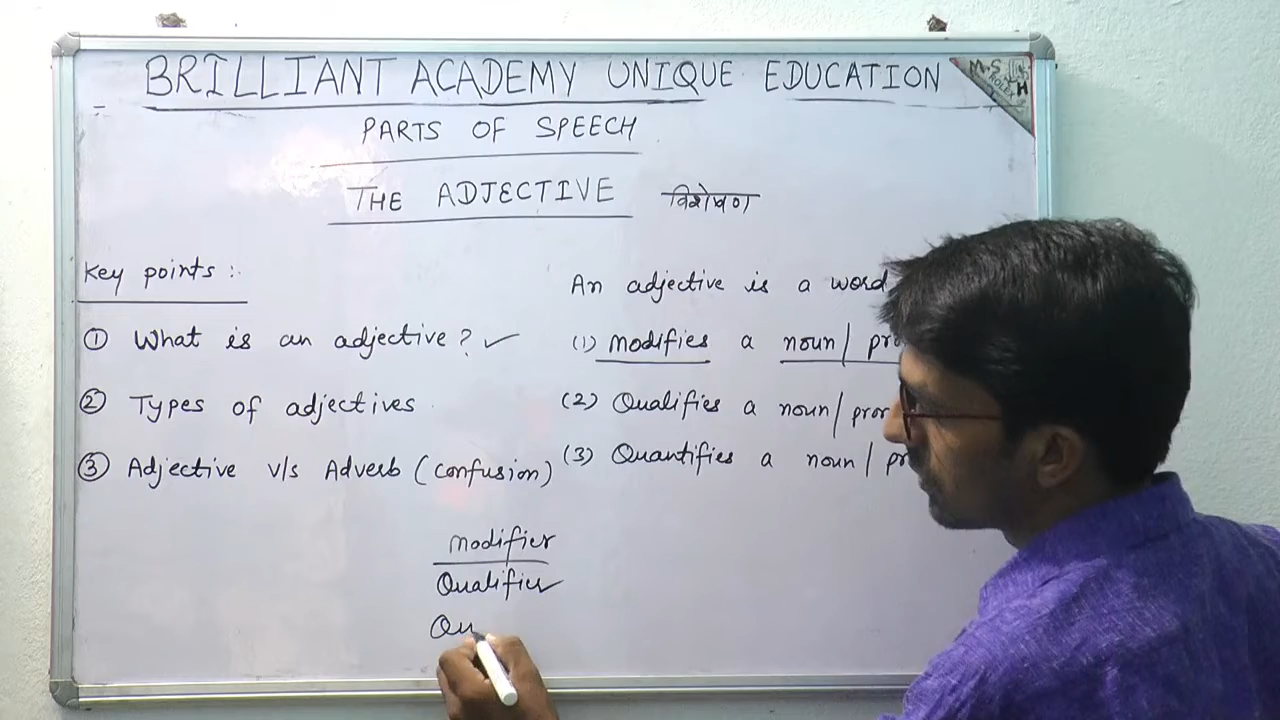 BRILLIANT ACADEMY UNIQUE EDUCATION
M.S
ROLEX
PARTS OF SPEECH
THE ADJECTIVE विशेषण
Key points :
① What is an adjective? ✓
② Types of adjectives
③ Adjective v/s Adverb (confusion)
An adjective is a word
(1) modifies a noun/ pro
(2) Qualifies a noun/pron
(3) Quantifies a noun/ pr
modifier
Qualifier
Qu